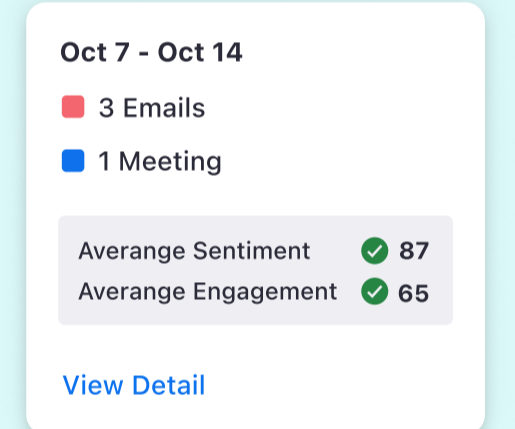 Oct 7 - Oct 14
3 Emails
1 Meeting
Averange Sentiment 87
Averange Engagement 65
View Detail